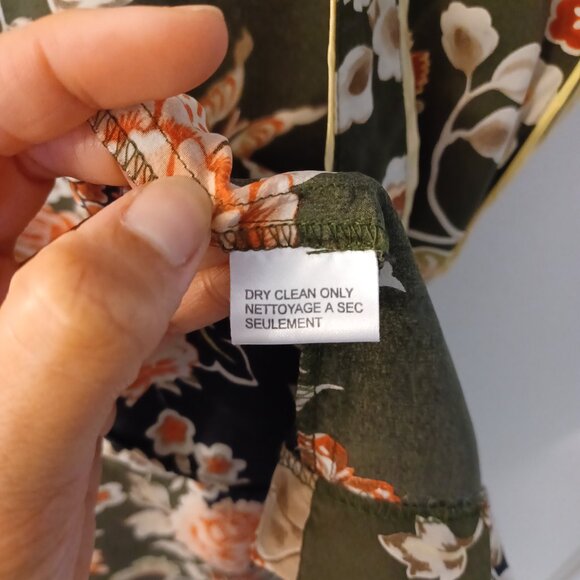 DRY CLEAN ONLY
NETTOYAGE A SEC
SEULEMENT